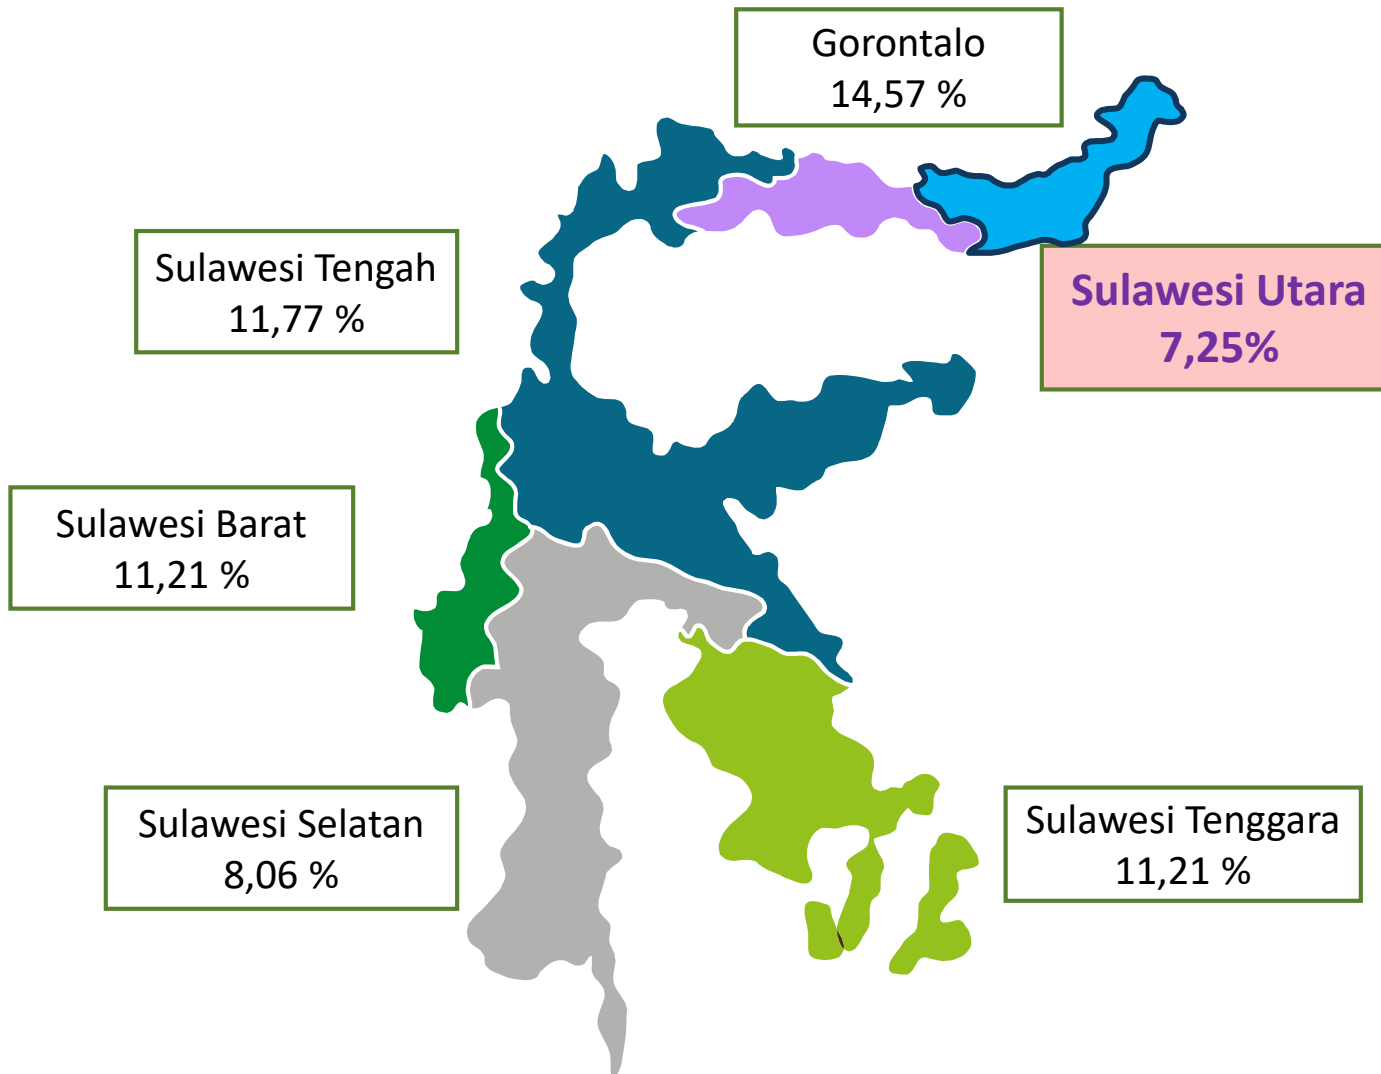 Gorontalo
14,57 %
Sulawesi Tengah
11,77 %
Sulawesi Utara
7,25%
Sulawesi Barat
11,21 %
Sulawesi Selatan
8,06 %
Sulawesi Tenggara
11,21 %